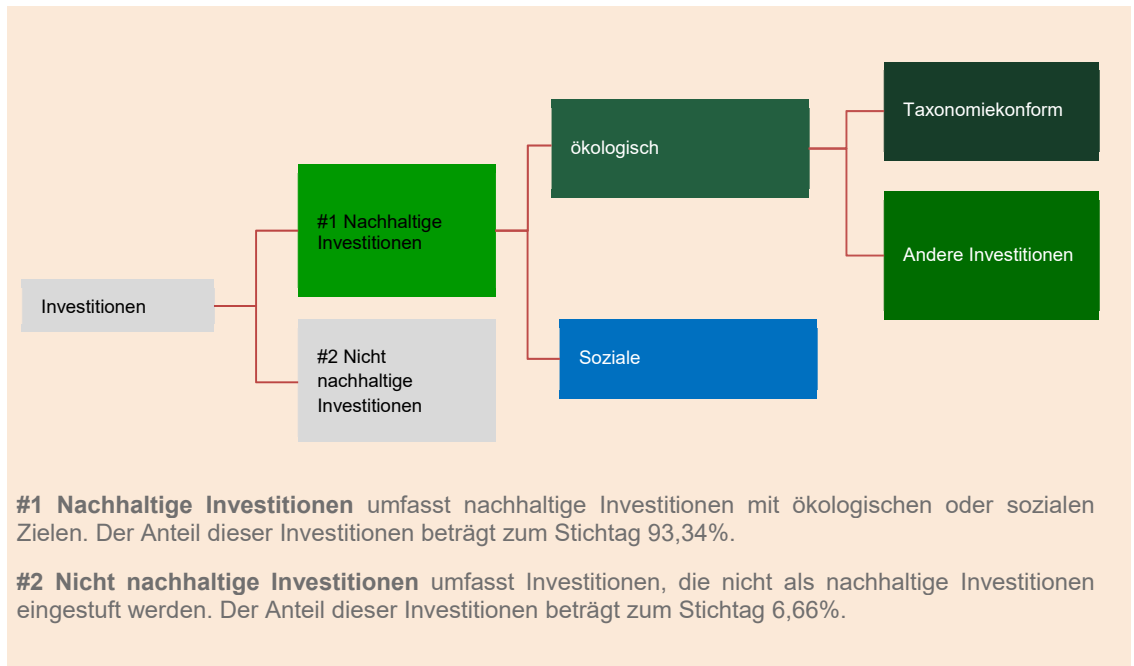 Taxonomiekonform
ökologisch
#1 Nachhaltige
Investitionen
Andere Investitionen
Investitionen
#2 Nicht
nachhaltige
Investitionen
Soziale
#1 Nachhaltige Investitionen umfasst nachhaltige Investitionen mit ökologischen oder sozialen
Zielen. Der Anteil dieser Investitionen beträgt zum Stichtag 93,34%.
#2 Nicht nachhaltige Investitionen umfasst Investitionen, die nicht als nachhaltige Investitionen
eingestuft werden. Der Anteil dieser Investitionen beträgt zum Stichtag 6,66%.